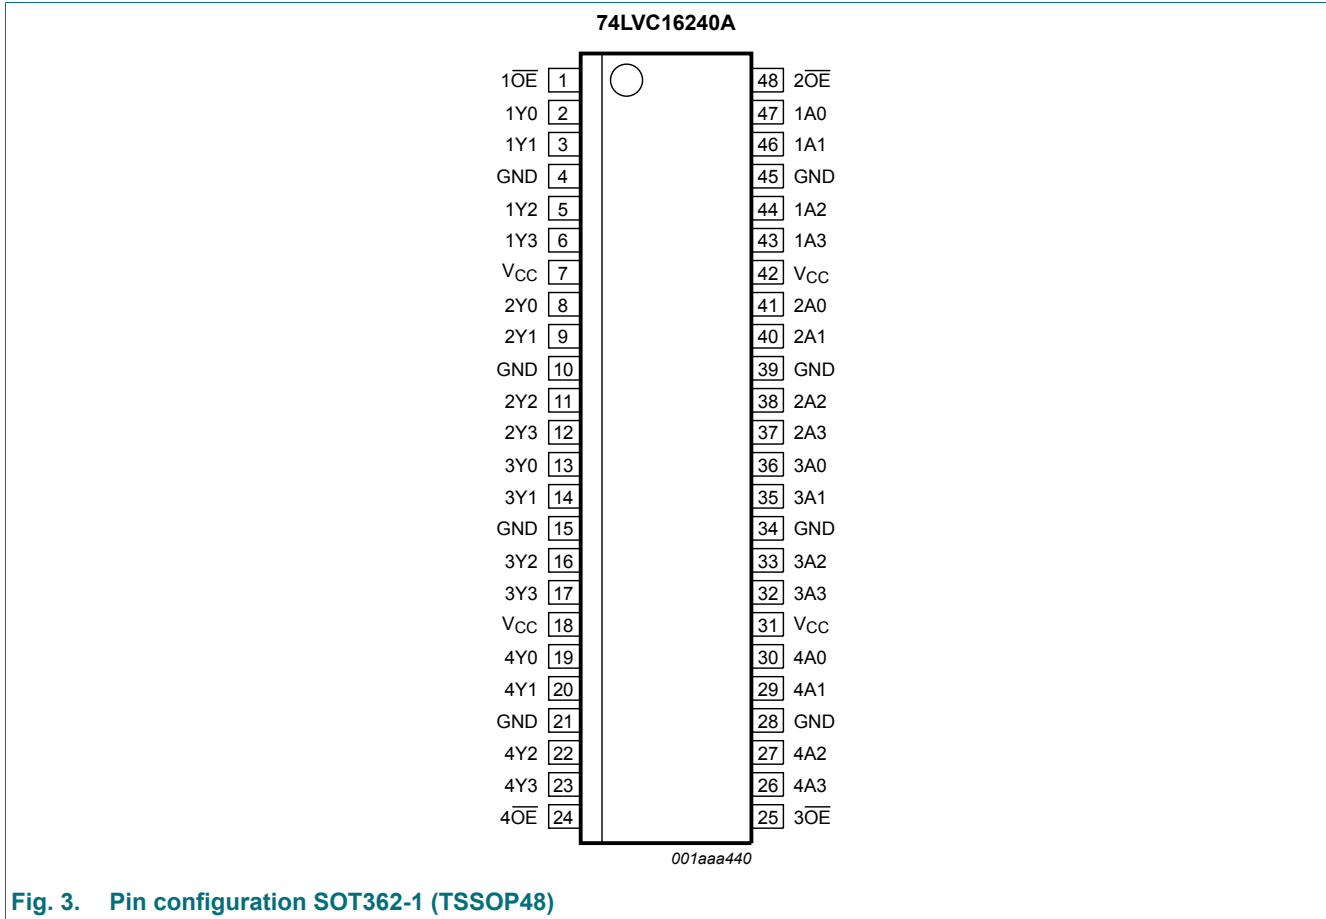 74LVC16240A
1O̅E̅ 1 48 2O̅E̅
1Y0 2 47 1A0
1Y1 3 46 1A1
GND 4 45 GND
1Y2 5 44 1A2
1Y3 6 43 1A3
VCC 7 42 VCC
2Y0 8 41 2A0
2Y1 9 40 2A1
GND 10 39 GND
2Y2 11 38 2A2
2Y3 12 37 2A3
3Y0 13 36 3A0
3Y1 14 35 3A1
GND 15 34 GND
3Y2 16 33 3A2
3Y3 17 32 3A3
VCC 18 31 VCC
4Y0 19 30 4A0
4Y1 20 29 4A1
GND 21 28 GND
4Y2 22 27 4A2
4Y3 23 26 4A3
4O̅E̅ 24 25 3O̅E̅
001aaa440
Fig. 3. Pin configuration SOT362-1 (TSSOP48)